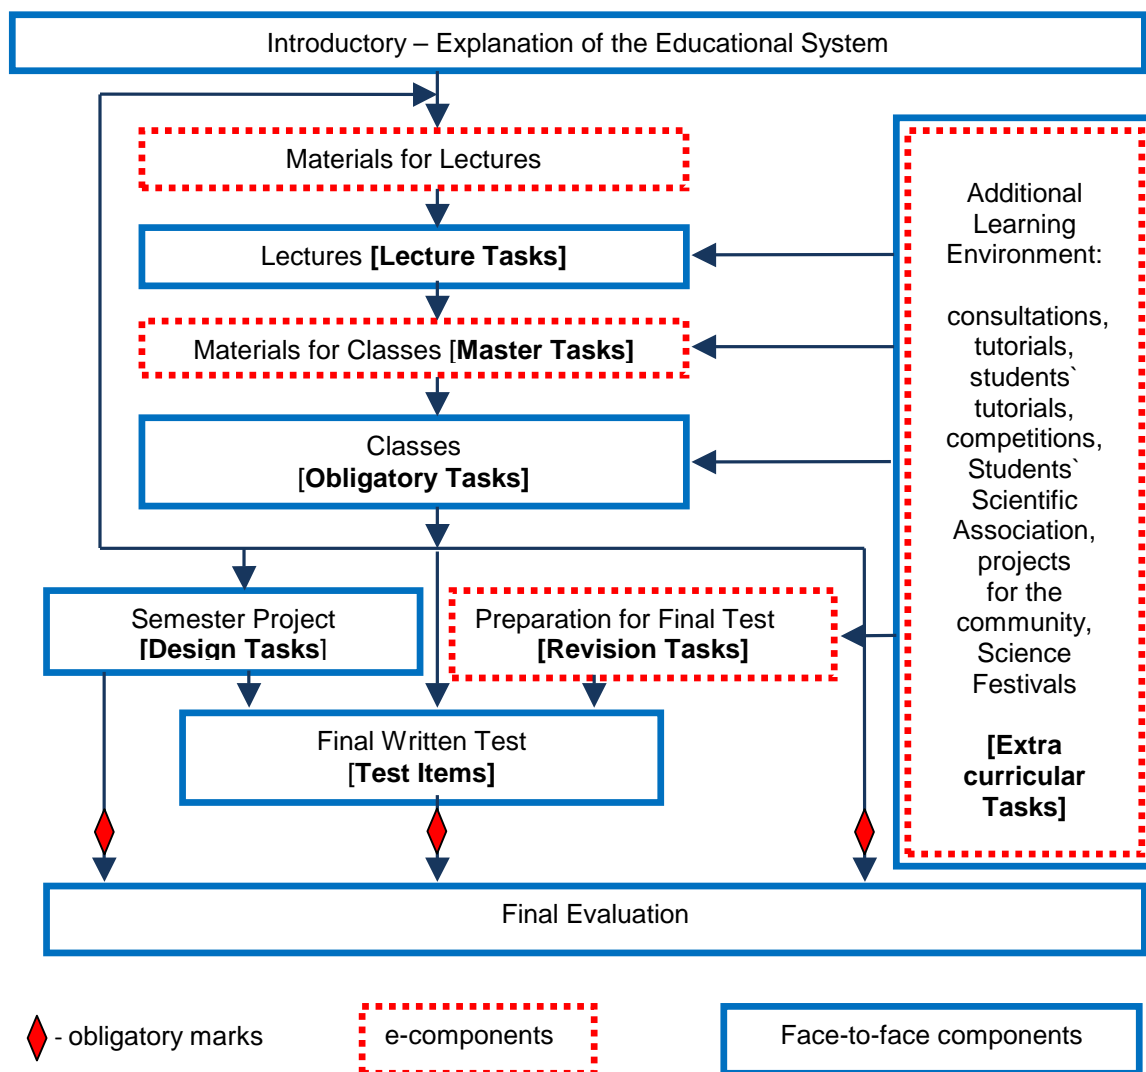 Introductory – Explanation of the Educational System
Materials for Lectures
Lectures [Lecture Tasks]
Materials for Classes [Master Tasks]
Classes
[Obligatory Tasks]
Semester Project
[Design Tasks]
Preparation for Final Test
[Revision Tasks]
Final Written Test
[Test Items]
Additional
Learning
Environment:
consultations,
tutorials,
students`
tutorials,
competitions,
Students`
Scientific
Association,
projects
for the
community,
Science
Festivals
[Extra
curricular
Tasks]
Final Evaluation
- obligatory marks
e-components
Face-to-face components